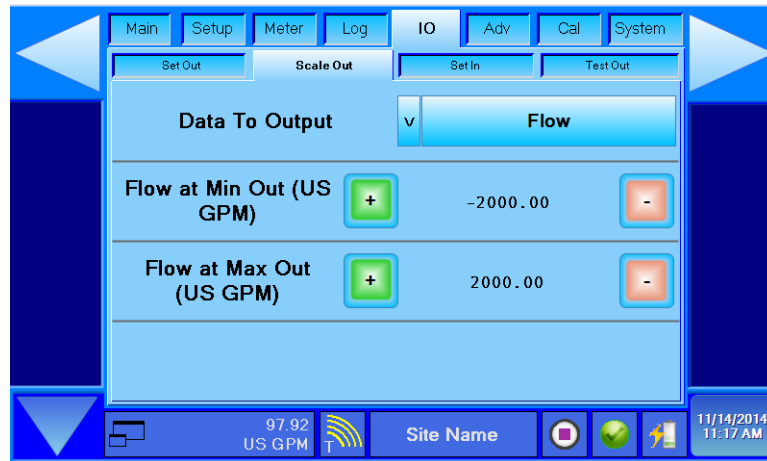 Main Setup Meter Log IO Adv Cal System
Set Out Scale Out Set In Test Out
Data To Output v Flow
Flow at Min Out (US
GPM) + -2000.00 -
Flow at Max Out
(US GPM) + 2000.00 -
97.92
US GPM T Site Name
11/14/2014
11:17 AM